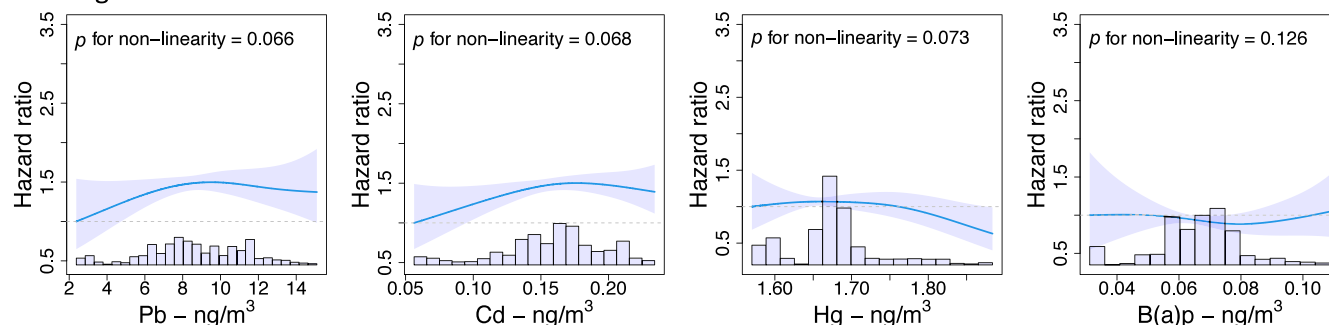 p for non−linearity = 0.066
Hazard ratio
0.5 1.5 2.5 3.5
2 4 6 8 10 12 14
Pb − ng/m³
p for non−linearity = 0.068
Hazard ratio
0.5 1.5 2.5 3.5
0.05 0.10 0.15 0.20
Cd − ng/m³
p for non−linearity = 0.073
Hazard ratio
0.5 1.5 2.5 3.5
1.60 1.70 1.80
Hg − ng/m³
p for non−linearity = 0.126
Hazard ratio
0.5 1.5 2.5 3.5
0.04 0.06 0.08 0.10
B(a)p − ng/m³